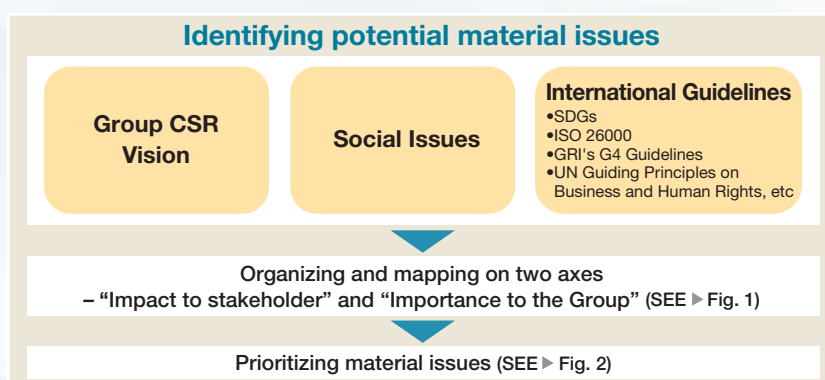 Identifying potential material issues
Group CSR
Vision
Social Issues
International Guidelines
•SDGs
•ISO 26000
•GRI's G4 Guidelines
•UN Guiding Principles on
Business and Human Rights, etc
Organizing and mapping on two axes
– “Impact to stakeholder” and “Importance to the Group” (SEE ▶ Fig. 1)
Prioritizing material issues (SEE ▶ Fig. 2)